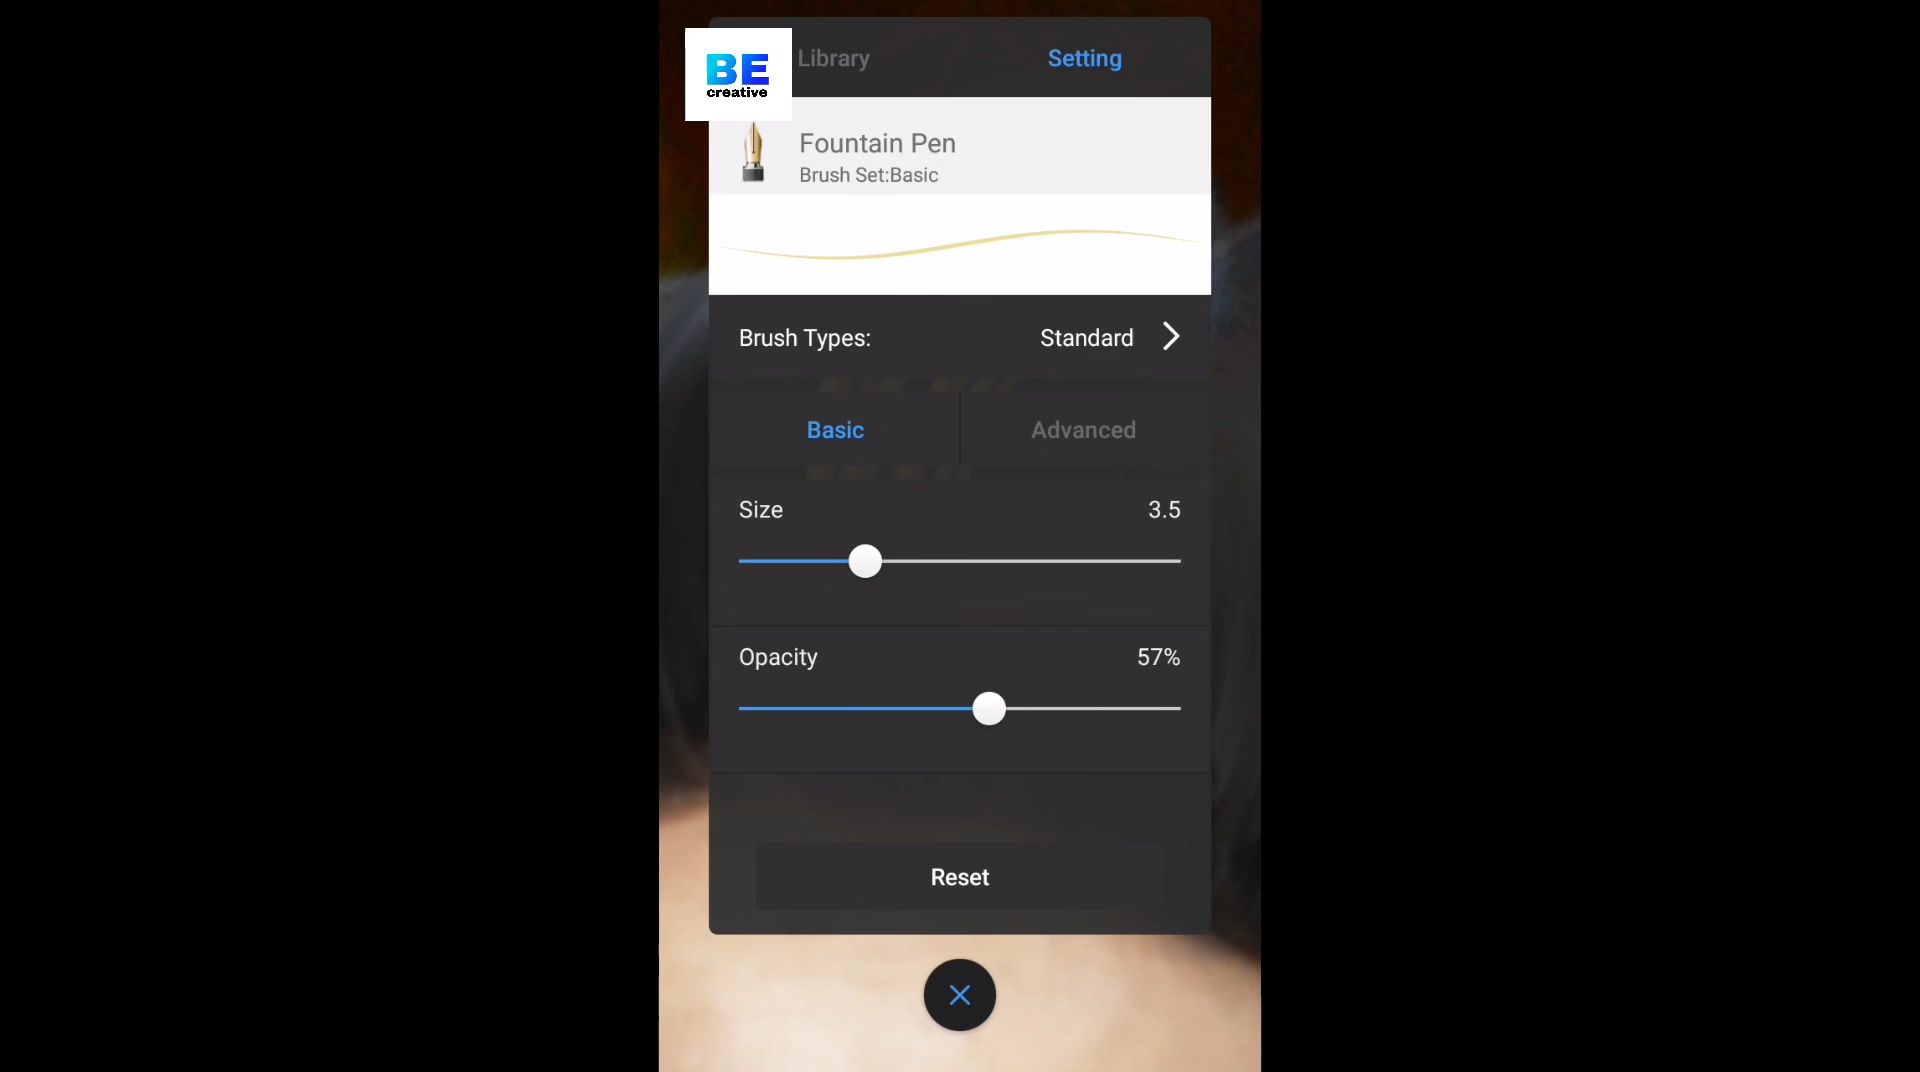 BE
creative
Library
Setting
Fountain Pen
Brush Set:Basic
Brush Types:
Standard
Basic
Advanced
Size
3.5
Opacity
57%
Reset